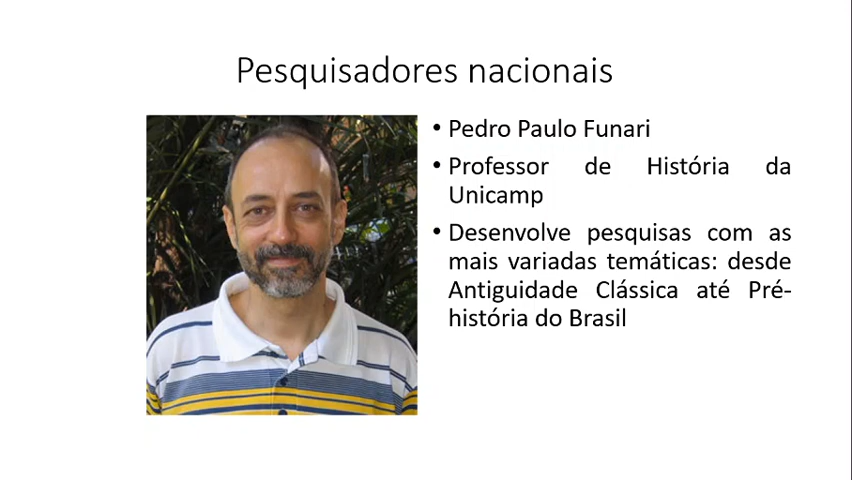 Pesquisadores nacionais
• Pedro Paulo Funari
• Professor de História da
Unicamp
• Desenvolve pesquisas com as
mais variadas temáticas: desde
Antiguidade Clássica até Pré-
história do Brasil